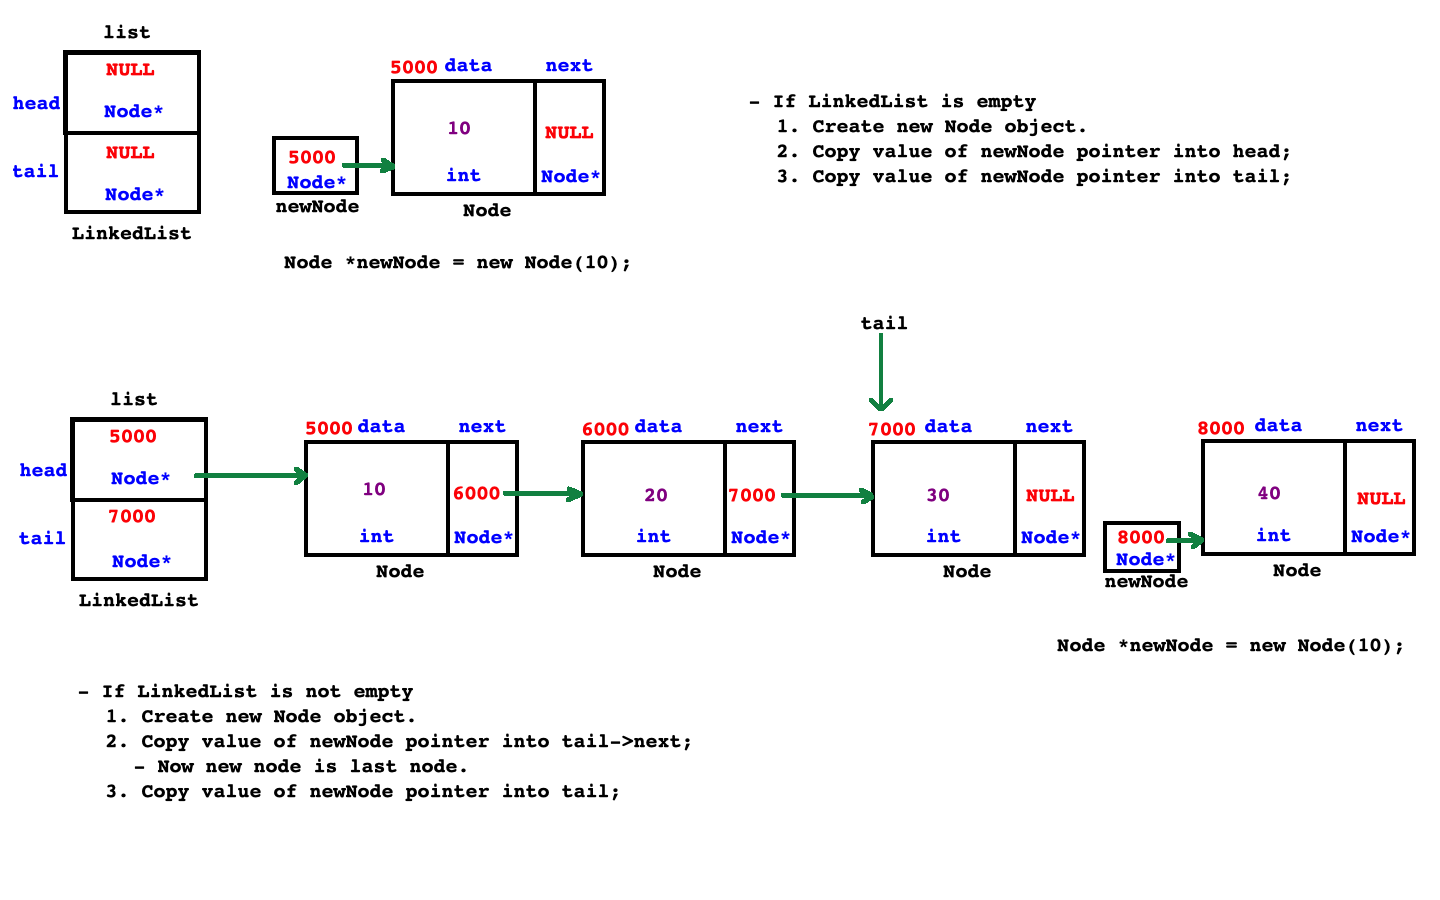 list
NULL
head
Node*
NULL
tail
Node*
LinkedList
5000 data next
10
NULL
int Node*
Node
5000
Node*
newNode
Node *newNode = new Node(10);
- If LinkedList is empty
1. Create new Node object.
2. Copy value of newNode pointer into head;
3. Copy value of newNode pointer into tail;
tail
list
5000
head
Node*
7000
tail
Node*
LinkedList
5000 data next
10
6000
int Node*
Node
6000 data next
20 7000
int Node*
Node
7000 data next
30 NULL
int Node*
Node
8000
Node*
newNode
8000 data next
40 NULL
int Node*
Node
Node *newNode = new Node(10);
- If LinkedList is not empty
1. Create new Node object.
2. Copy value of newNode pointer into tail->next;
- Now new node is last node.
3. Copy value of newNode pointer into tail;